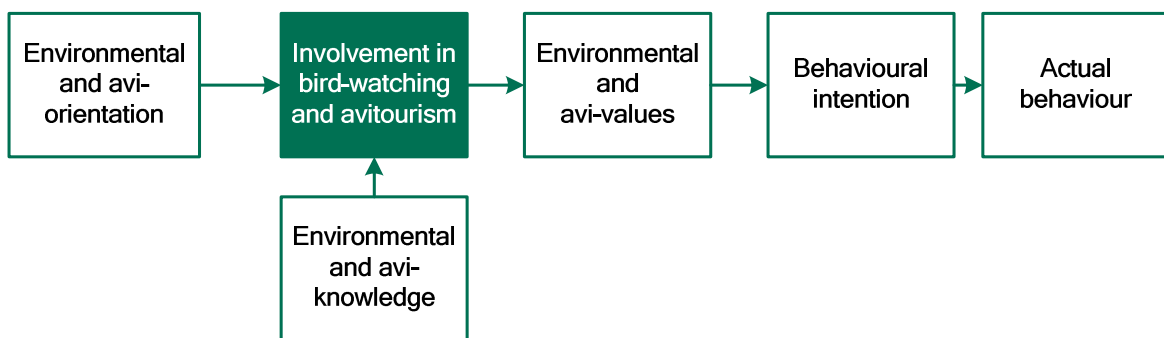 Environmental
and avi-
orientation
Involvement in
bird-watching
and avitourism
Environmental
and
avi-values
Behavioural
intention
Actual
behaviour
Environmental
and avi-
knowledge